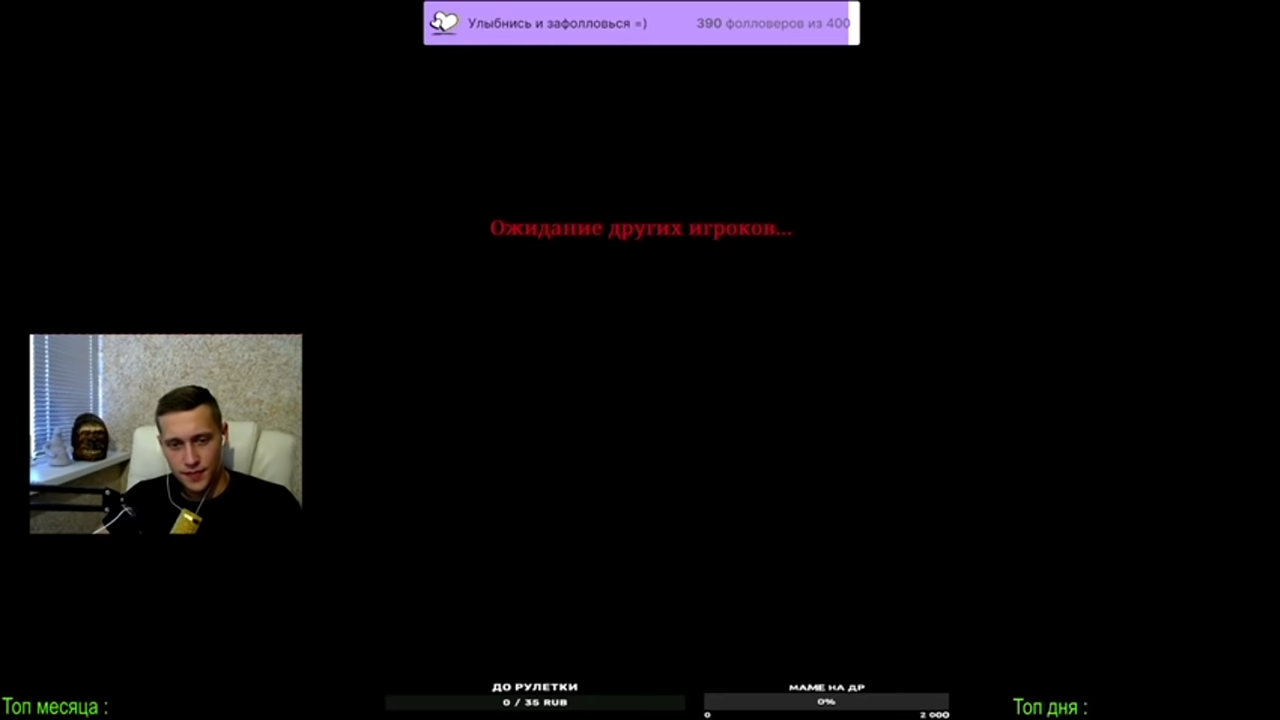 Улыбнись и зафолловься =) 390 фолловеров из 400
Ожидание других игроков...
ДО РУЛЕТКИ
0 / 35 RUB
МАМЕ НА ДР
0%
0 2 000
Топ месяца :
Топ дня :